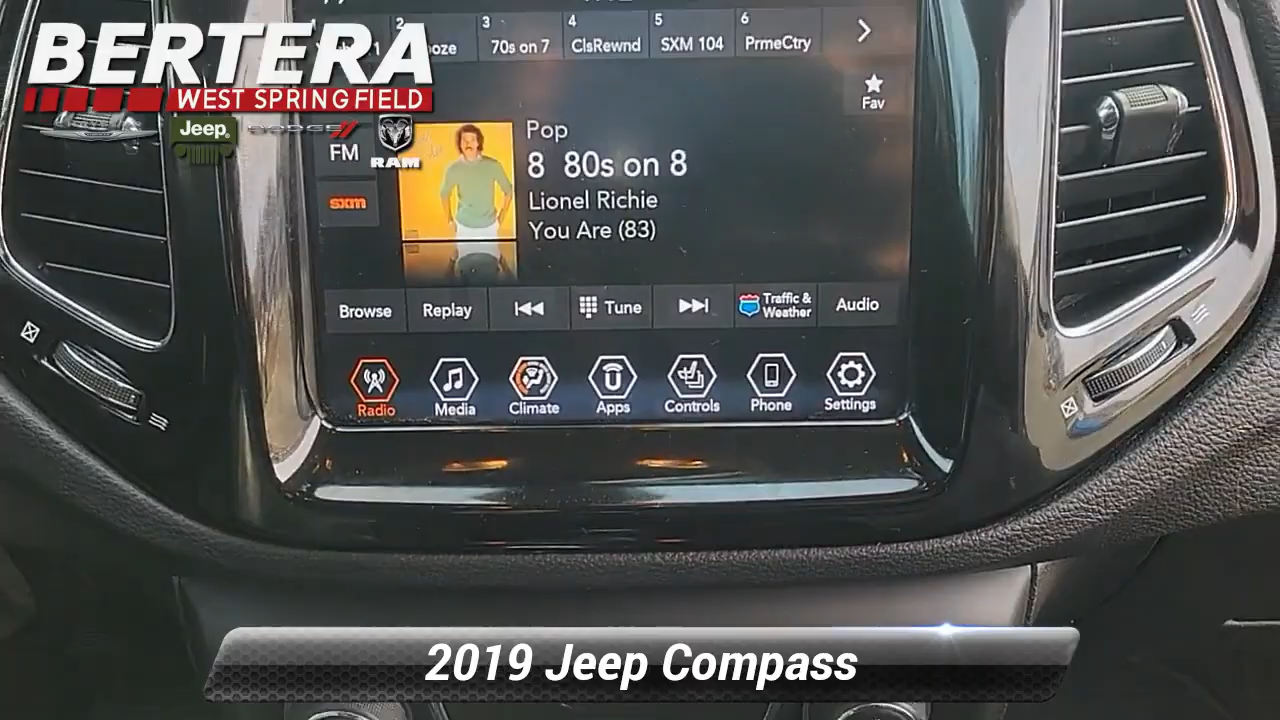 BERTERA
WEST SPRINGFIELD
Jeep
DODGE
RAM
1 2 3 4 5 6
70s on 7 ClsRewnd SXM 104 PrmeCtry
Fav
FM
sxm
Pop
8 80s on 8
Lionel Richie
You Are (83)
Browse Replay Tune Traffic & Weather Audio
Radio Media Climate Apps Controls Phone Settings
2019 Jeep Compass